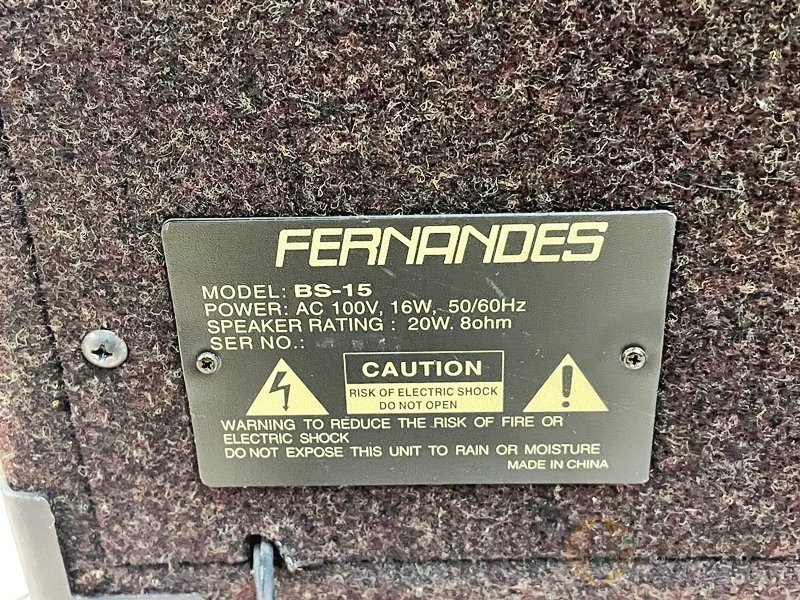 FERNANDES
MODEL: BS-15
POWER: AC 100V, 16W, 50/60Hz
SPEAKER RATING : 20W. 8ohm
SER NO.:
CAUTION
RISK OF ELECTRIC SHOCK
DO NOT OPEN
WARNING TO REDUCE THE RISK OF FIRE OR
ELECTRIC SHOCK
DO NOT EXPOSE THIS UNIT TO RAIN OR MOISTURE
MADE IN CHINA